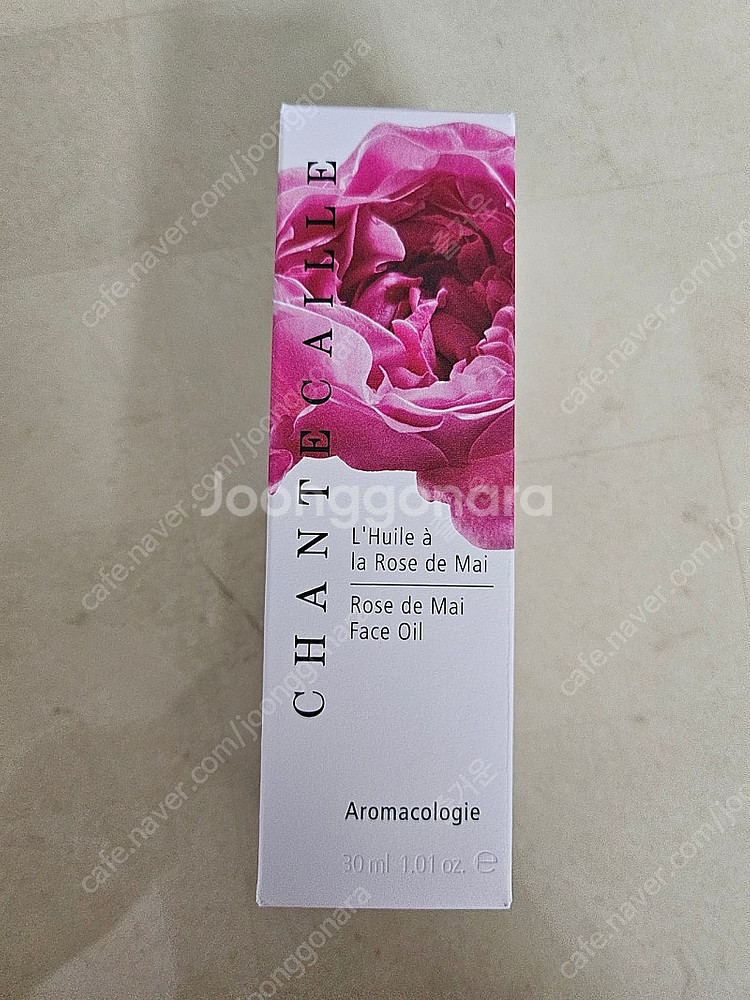 CHANTECAILLE
L'Huile à
la Rose de Mai
Rose de Mai
Face Oil
Aromacologie
30 ml 1.01 oz. ℮
Joonggonara
cafe.naver.com/joonggonara